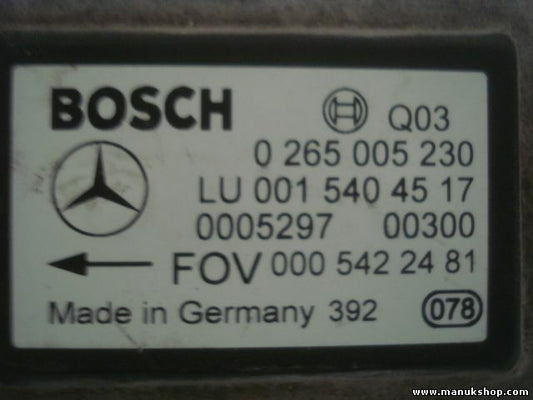 BOSCH Q03
0 265 005 230
LU 001 540 45 17
0005297 00300
FOV 000 542 24 81
Made in Germany 392 078
www.manukshop.com